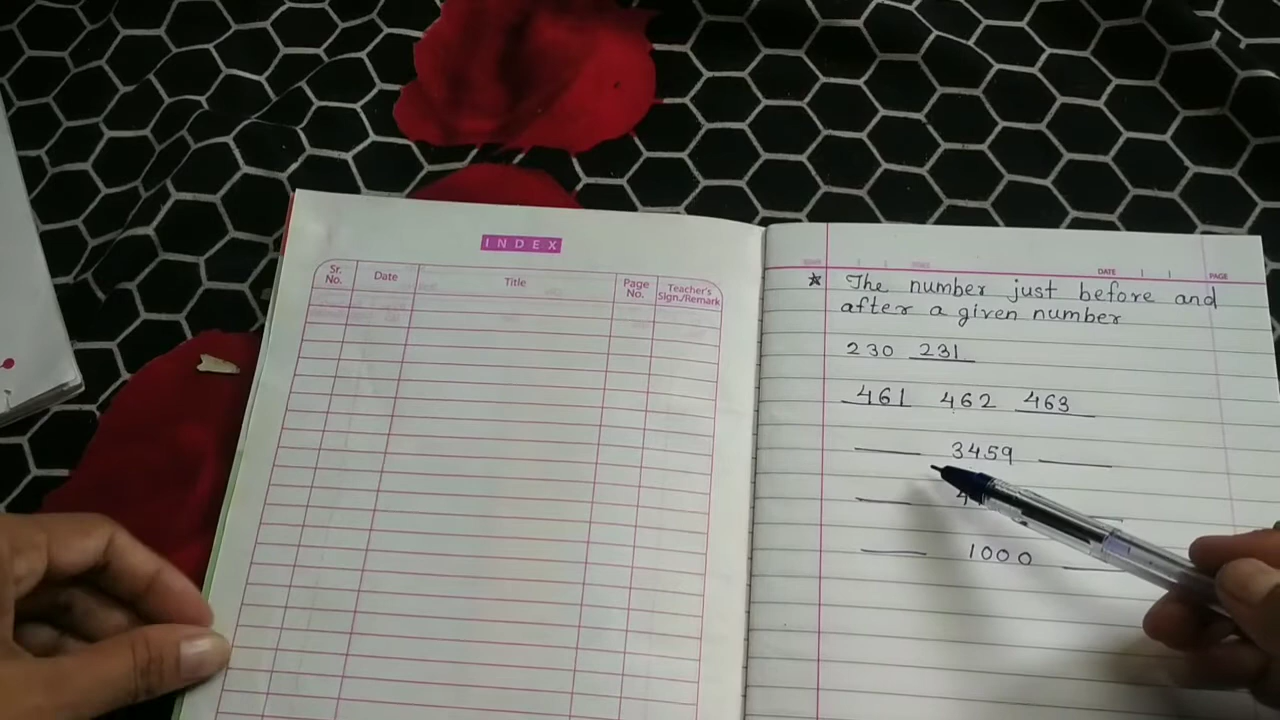 INDEX
Sr. No. Date Title Page No. Teacher's Sign./Remark
DATE PAGE
☆ The number just before and
after a given number
230 231
461 462 463
3459
1000